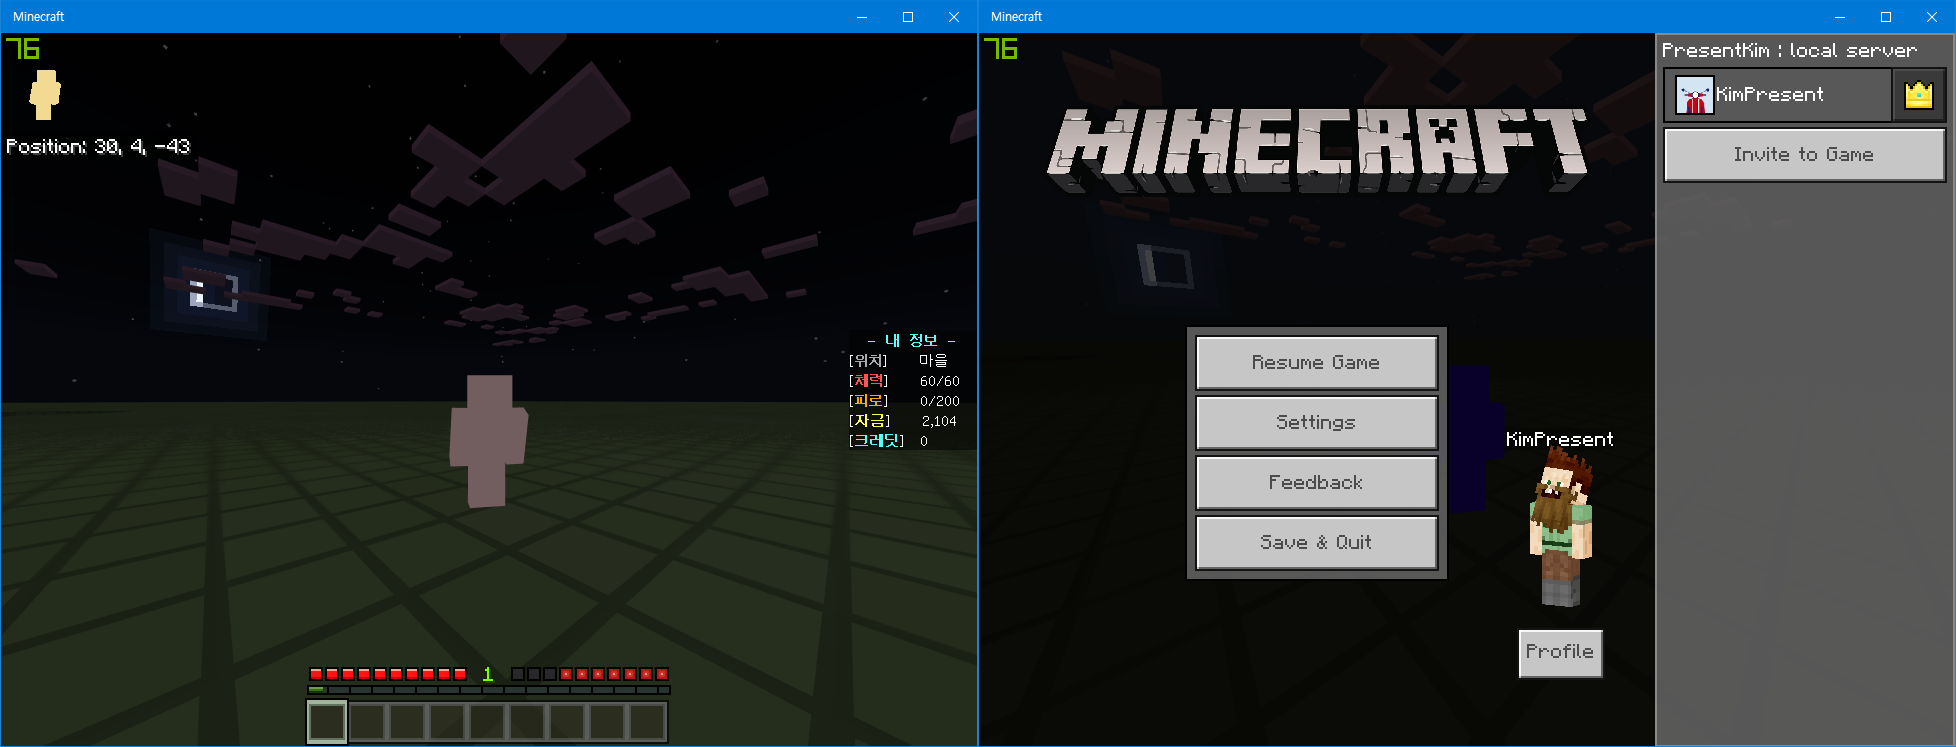 Minecraft
76
Position: 30, 4, -43
- 내 정보 -
[위치] 마을
[체력] 60/60
[피로] 0/200
[자금] 2,104
[크레딧] 0
1
Minecraft
76
MINECRAFT
Resume Game
Settings
Feedback
Save & Quit
KimPresent
Profile
PresentKim : local server
KimPresent
Invite to Game